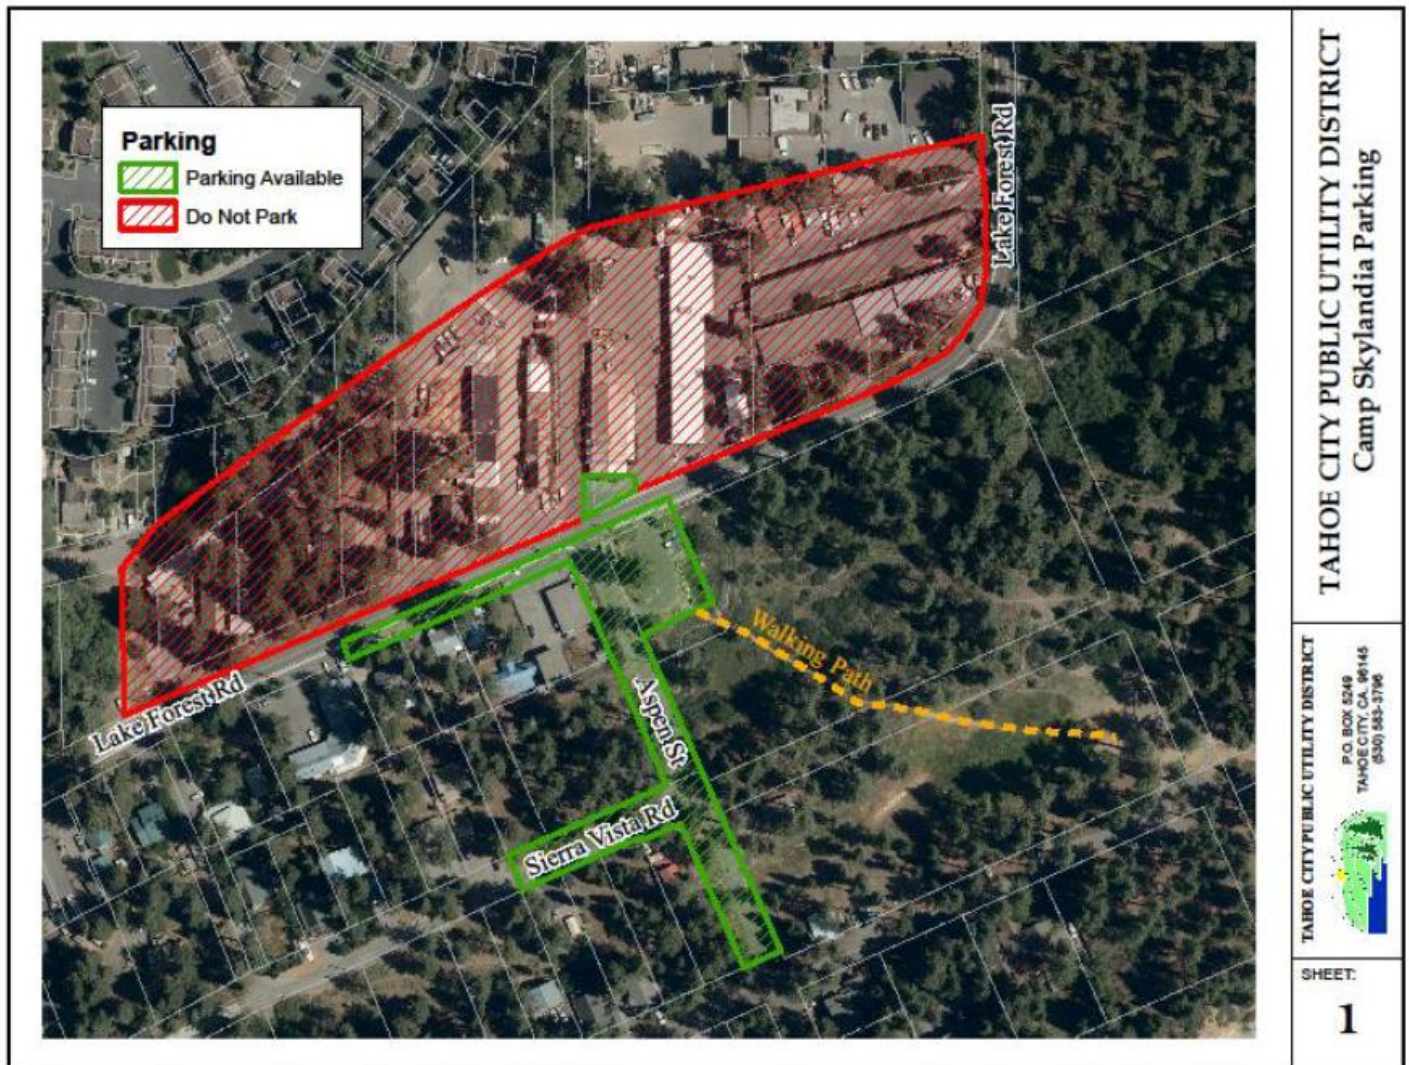 Parking
Parking Available
Do Not Park
Lake Forest Rd
Lake Forest Rd
Walking Path
Aspen St
Sierra Vista Rd
TAHOE CITY PUBLIC UTILITY DISTRICT
Camp Skylandia Parking
TAHOE CITY PUBLIC UTILITY DISTRICT
P.O. BOX 5249
TAHOE CITY, CA. 96145
(530) 583-3796
SHEET:
1